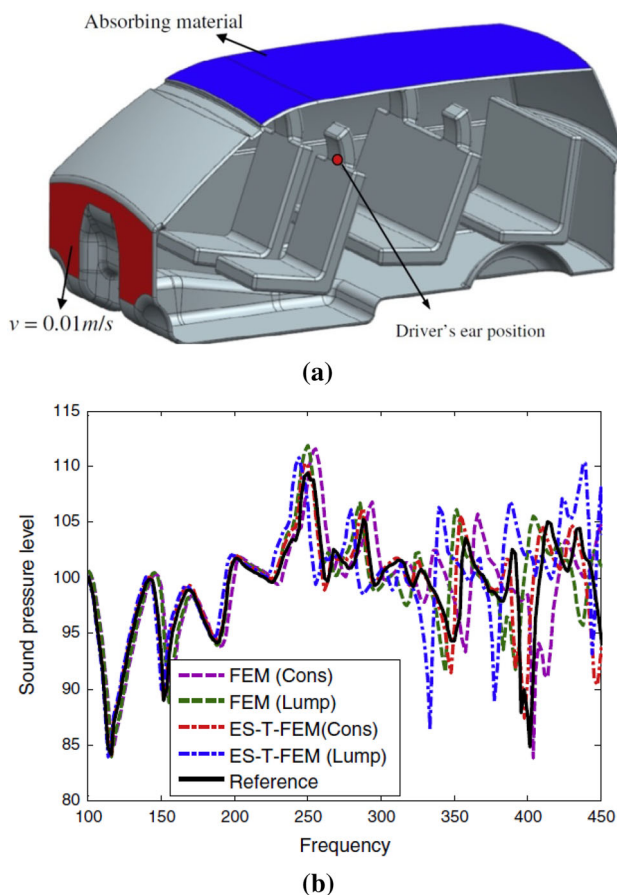 Absorbing material
v = 0.01m/s
Driver's ear position
(a)
115
110
105
100
95
90
85
80
Sound pressure level
FEM (Cons)
FEM (Lump)
ES-T-FEM(Cons)
ES-T-FEM (Lump)
Reference
100 150 200 250 300 350 400 450
Frequency
(b)